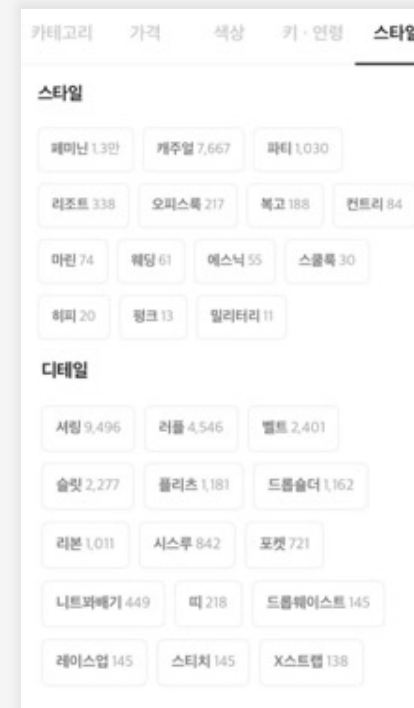 카테고리 가격 색상 키 · 연령 스타일
스타일
페미닌 1.3만 캐주얼 7,667 파티 1,030
리조트 338 오피스룩 217 복고 188 컨트리 84
마린 74 웨딩 61 에스닉 55 스쿨룩 30
히피 20 펑크 13 밀리터리 11
디테일
셔링 9,496 러플 4,546 벨트 2,401
슬릿 2,277 플리츠 1,181 드롭숄더 1,162
리본 1,011 시스루 842 포켓 721
니트꽈배기 449 띠 218 드롭웨이스트 145
레이스업 145 스티치 145 X스트랩 138